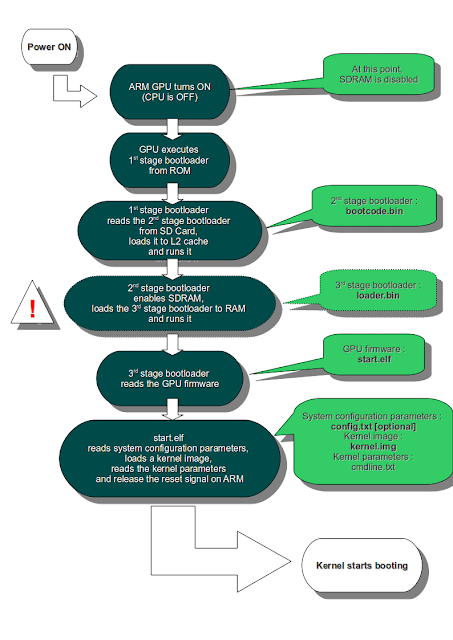 Power ON
ARM GPU turns ON
(CPU is OFF)
At this point,
SDRAM is disabled
GPU executes
1st stage bootloader
from ROM
1st stage bootloader
reads the 2nd stage bootloader
from SD Card,
loads it to L2 cache
and runs it
2nd stage bootloader :
bootcode.bin
!
2nd stage bootloader
enables SDRAM,
loads the 3rd stage bootloader to RAM
and runs it
3rd stage bootloader :
loader.bin
3rd stage bootloader
reads the GPU firmware
GPU firmware :
start.elf
start.elf
reads system configuration parameters,
loads a kernel image,
reads the kernel parameters
and release the reset signal on ARM
System configuration parameters :
config.txt [optional]
Kernel image :
kernel.img
Kernel parameters :
cmdline.txt
Kernel starts booting